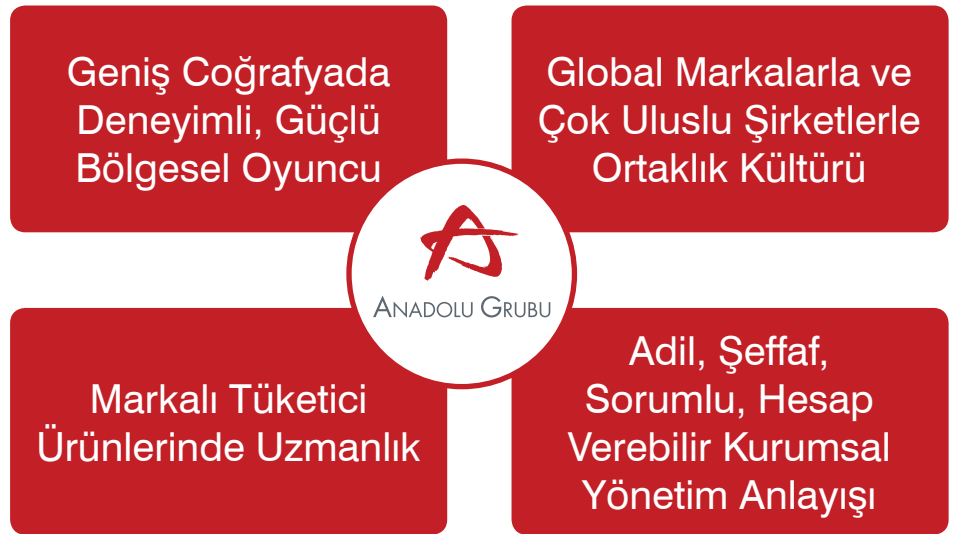 Geniş Coğrafyada
Deneyimli, Güçlü
Bölgesel Oyuncu
Global Markalarla ve
Çok Uluslu Şirketlerle
Ortaklık Kültürü
ANADOLU GRUBU
Markalı Tüketici
Ürünlerinde Uzmanlık
Adil, Şeffaf,
Sorumlu, Hesap
Verebilir Kurumsal
Yönetim Anlayışı